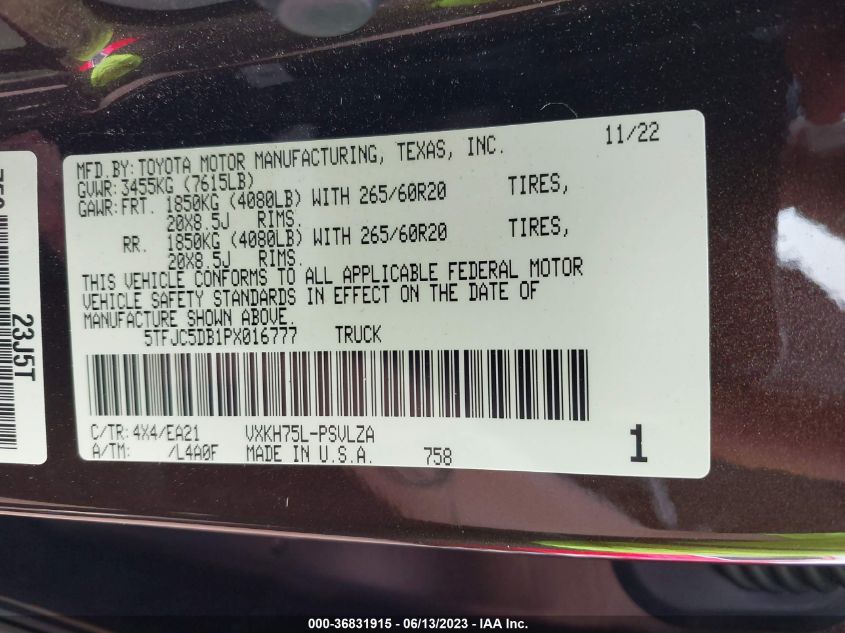 MFD.BY: TOYOTA MOTOR MANUFACTURING, TEXAS, INC. 11/22
GVWR: 3455KG (7615LB)
GAWR: FRT. 1850KG (4080LB) WITH 265/60R20 TIRES,
20X8.5J RIMS.
RR. 1850KG (4080LB) WITH 265/60R20 TIRES,
20X8.5J RIMS.
THIS VEHICLE CONFORMS TO ALL APPLICABLE FEDERAL MOTOR
VEHICLE SAFETY STANDARDS IN EFFECT ON THE DATE OF
MANUFACTURE SHOWN ABOVE.
5TFJC5DB1PX016777 TRUCK
C/TR: 4X4/EA21 VXKH75L-PSVLZA
A/TM: /L4A0F MADE IN U.S.A. 758 1
23J5T
000-36831915 - 06/13/2023 - IAA Inc.